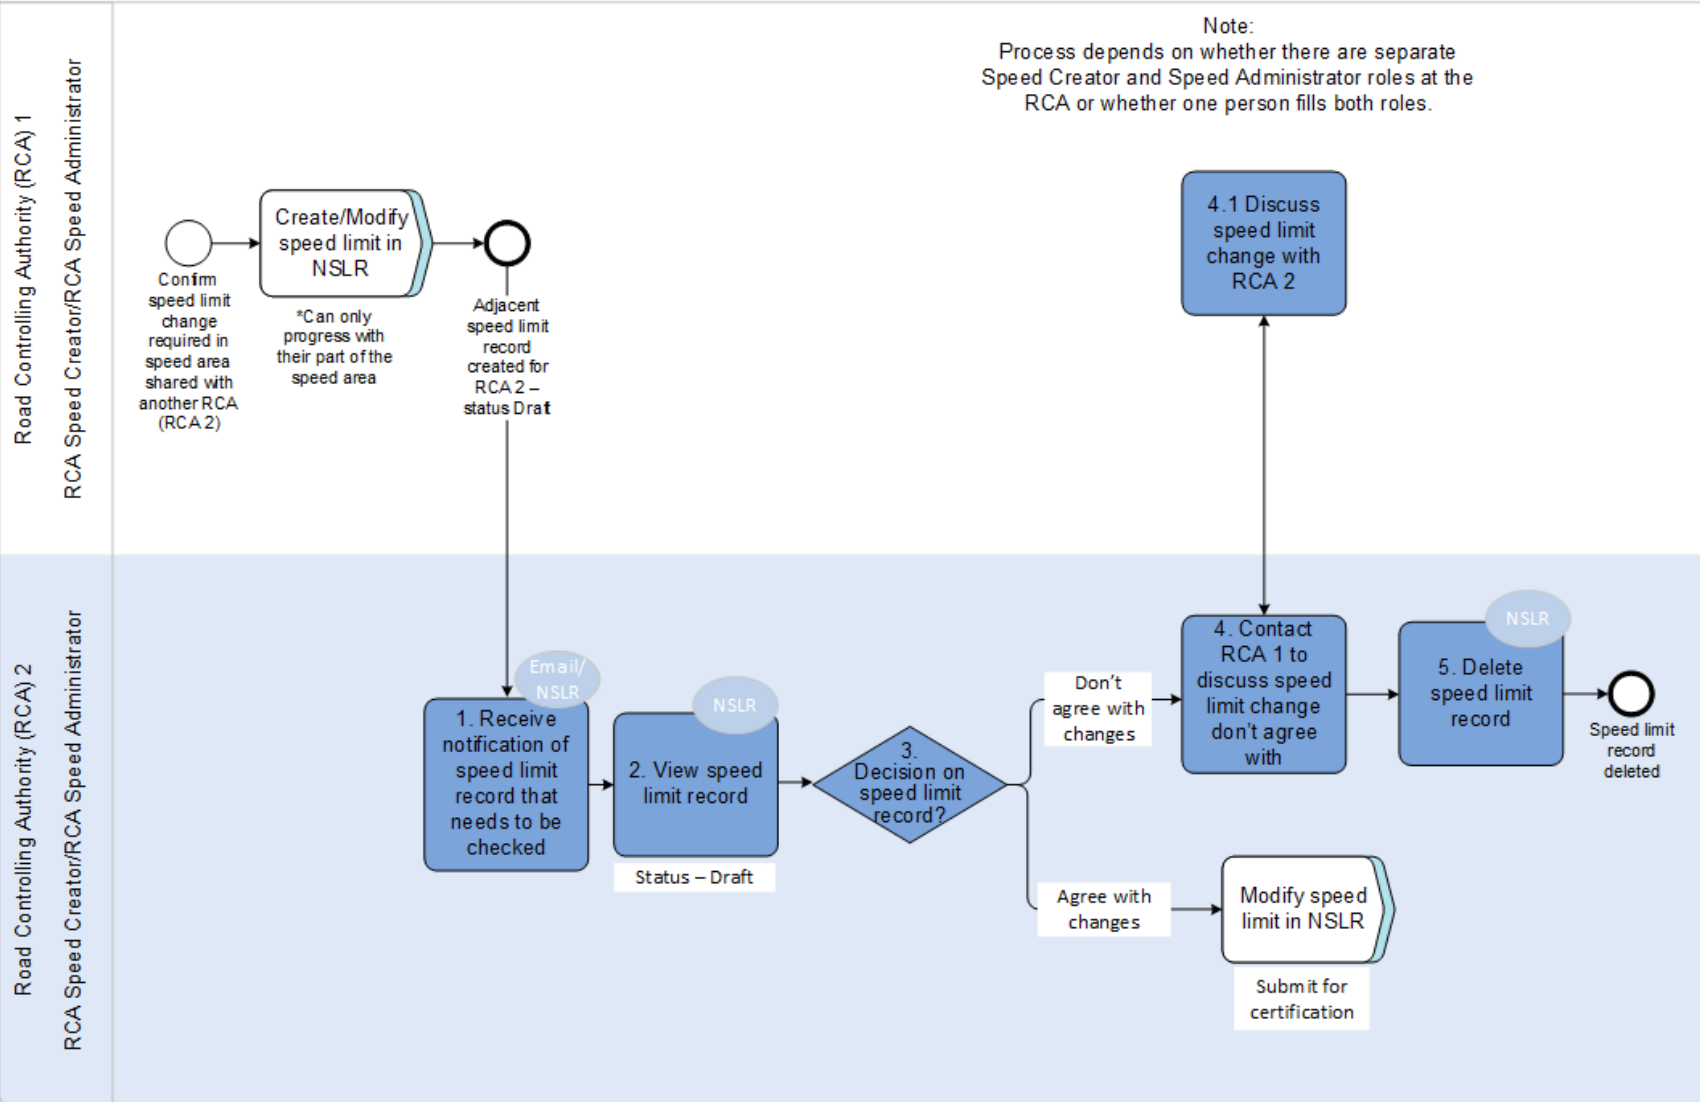 Road Controlling Authority (RCA) 1
RCA Speed Creator/RCA Speed Administrator
Note:
Process depends on whether there are separate
Speed Creator and Speed Administrator roles at the
RCA or whether one person fills both roles.
Confirm
speed limit
change
required in
speed area
shared with
another RCA
(RCA 2)
Create/Modify
speed limit in
NSLR
*Can only
progress with
their part of the
speed area
Adjacent
speed limit
record
created for
RCA 2 –
status Draft
4.1 Discuss
speed limit
change with
RCA 2
Road Controlling Authority (RCA) 2
RCA Speed Creator/RCA Speed Administrator
Email/
NSLR
1. Receive
notification of
speed limit
record that
needs to be
checked
NSLR
2. View speed
limit record
Status – Draft
3.
Decision on
speed limit
record?
Don’t
agree with
changes
4. Contact
RCA 1 to
discuss speed
limit change
don’t agree
with
NSLR
5. Delete
speed limit
record
Speed limit
record
deleted
Agree with
changes
Modify speed
limit in NSLR
Submit for
certification